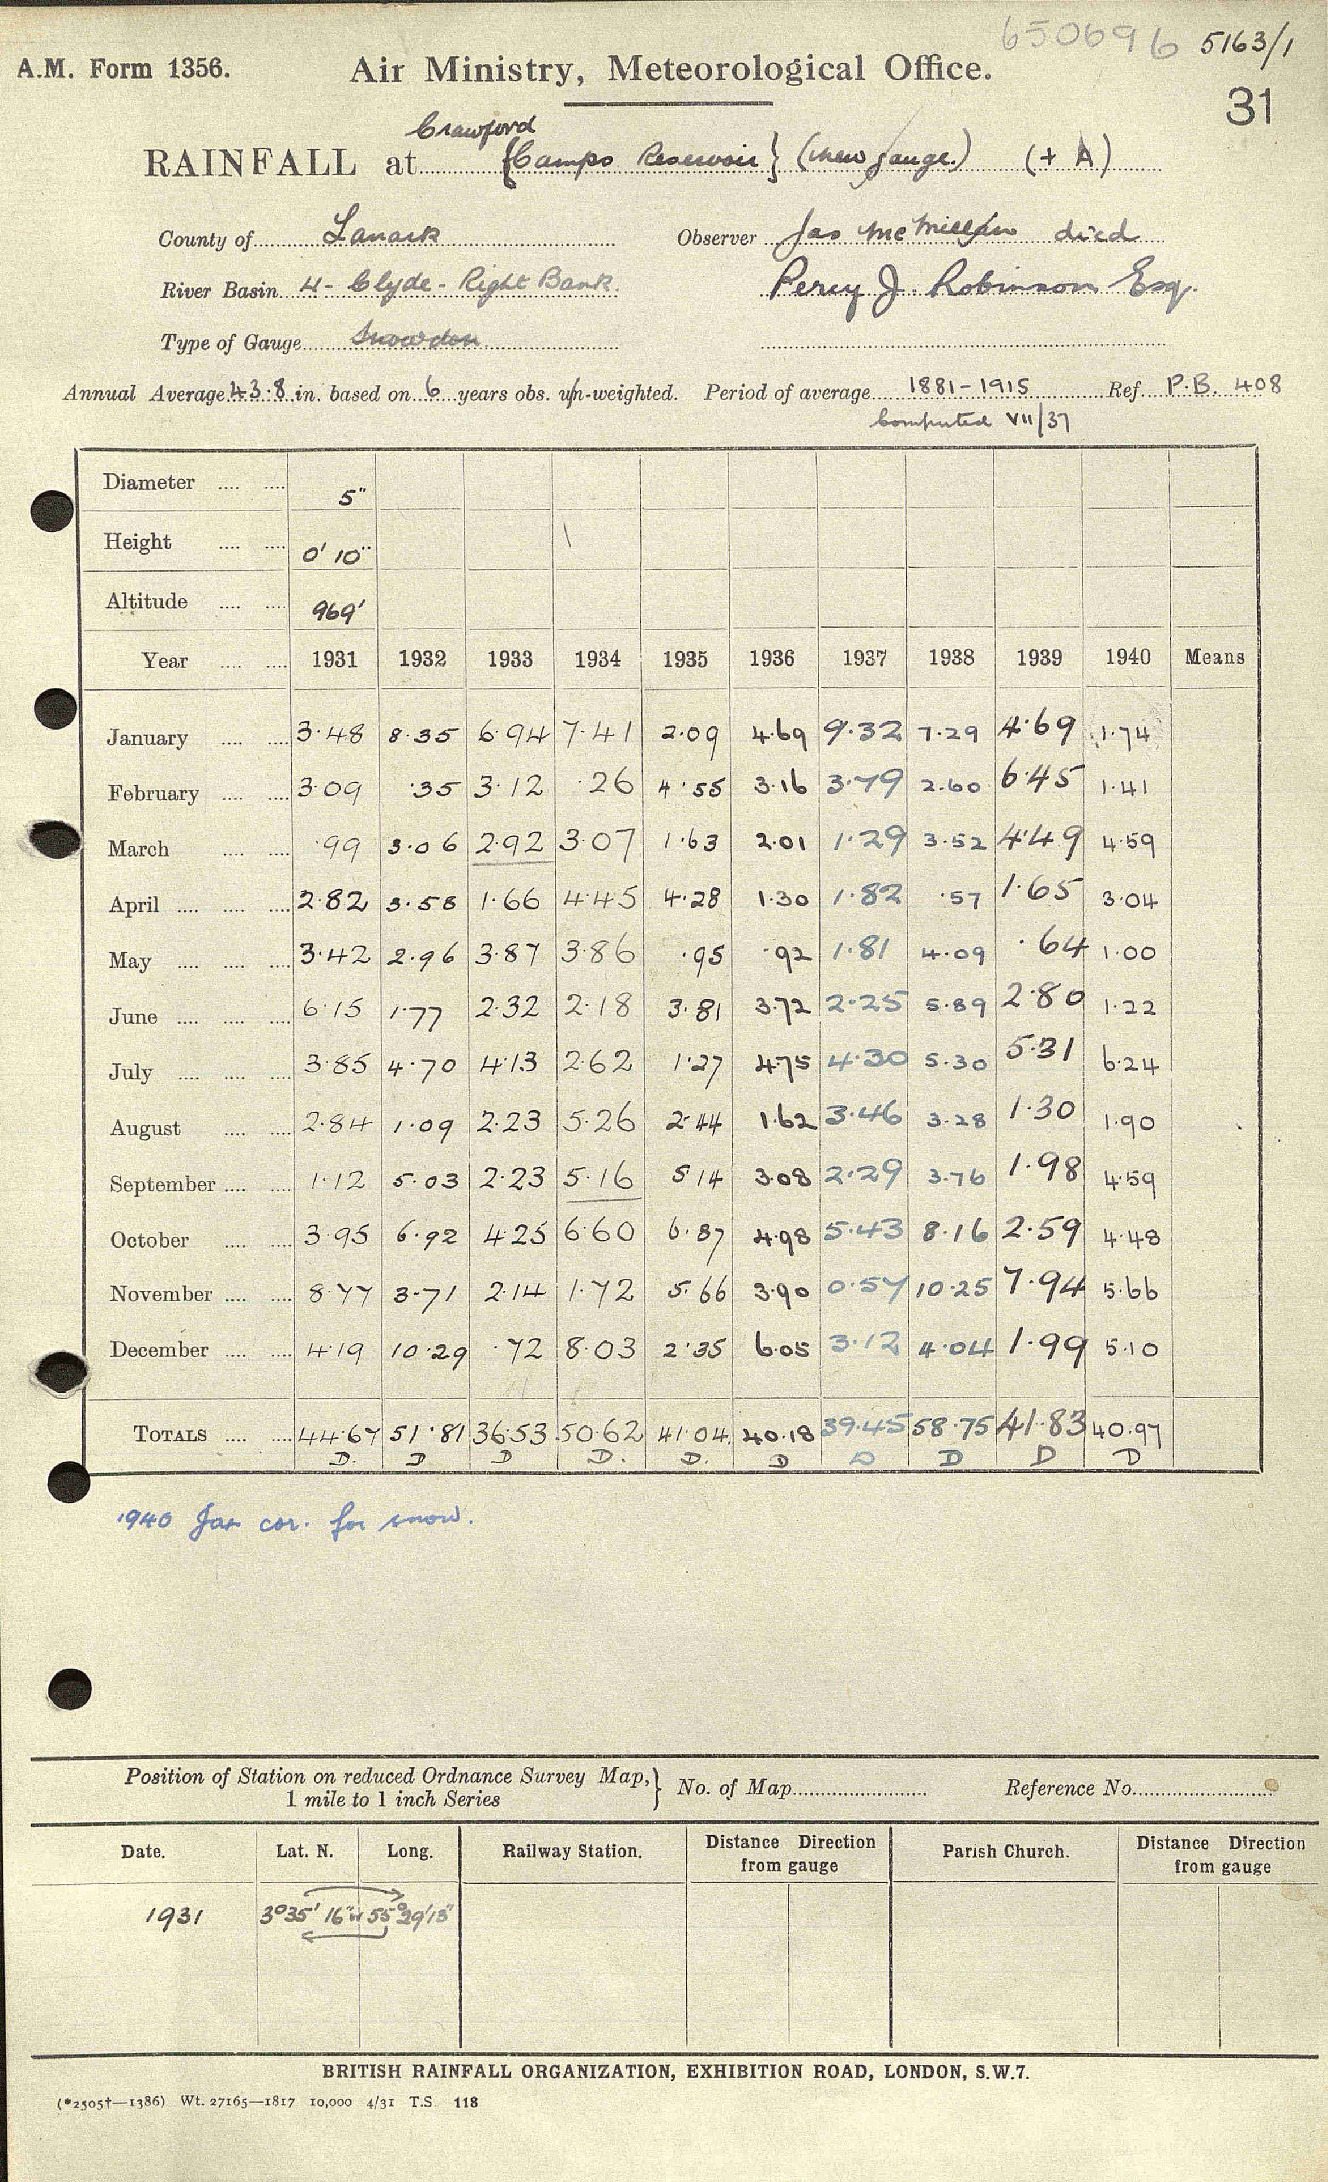 650696 5163/1
A.M. Form 1356. Air Ministry, Meteorological Office.
31
Crawford
RAINFALL at {Camps Reservoir} (new gauge.) (+ A)
County of Lanark Observer Jas McMillan died
River Basin 4 - Clyde - Right Bank. Percy J. Robinson Esq.
Type of Gauge Snowdon
Annual Average 43.8 in. based on 6 years obs. un-weighted. Period of average 1881-1915 Ref. P.B. 408
Computed VII/37
Diameter .... .... 5"
Height .... .... 0' 10"
Altitude .... .... 969'
Year .... .... 1931 1932 1933 1934 1935 1936 1937 1938 1939 1940 Means
January .... .... 3.48 8.35 6.94 7.41 2.09 4.69 9.32 7.29 4.69 1.74
February .... .... 3.09 .35 3.12 .26 4.55 3.16 3.79 2.60 6.45 1.41
March .... .... .99 3.06 2.92 3.07 1.63 2.01 1.29 3.52 4.49 4.59
April .... .... .... 2.82 3.58 1.66 4.45 4.28 1.30 1.82 .57 1.65 3.04
May .... .... .... 3.42 2.96 3.87 3.86 .95 .92 1.81 4.09 .64 1.00
June .... .... .... 6.15 1.77 2.32 2.18 3.81 3.72 2.25 5.89 2.80 1.22
July .... .... .... 3.85 4.70 4.13 2.62 1.27 4.75 4.30 5.30 5.31 6.24
August .... .... 2.84 1.09 2.23 5.26 2.44 1.62 3.46 3.28 1.30 1.90
September .... .... 1.12 5.03 2.23 5.16 5.14 3.08 2.29 3.76 1.98 4.59
October .... .... 3.95 6.92 4.25 6.60 6.87 4.98 5.43 8.16 2.59 4.48
November .... .... 8.77 3.71 2.14 1.72 5.66 3.90 0.57 10.25 7.94 5.66
December .... .... 4.19 10.29 .72 8.03 2.35 6.05 3.12 4.04 1.99 5.10
TOTALS .... .... 44.67 51.81 36.53 50.62 41.04 40.18 39.45 58.75 41.83 40.97
D. D D D. D. D D D D D
1940 Jan cor. for snow.
Position of Station on reduced Ordnance Survey Map,} No. of Map Reference No.
1 mile to 1 inch Series
Date. Lat. N. Long. Railway Station. Distance Direction from gauge Parish Church. Distance Direction from gauge
1931 3°35' 16" W 55°29'15"
BRITISH RAINFALL ORGANIZATION, EXHIBITION ROAD, LONDON, S.W.7.
(*2505†—1386) Wt. 27165—1817 10,000 4/31 T.S. 118